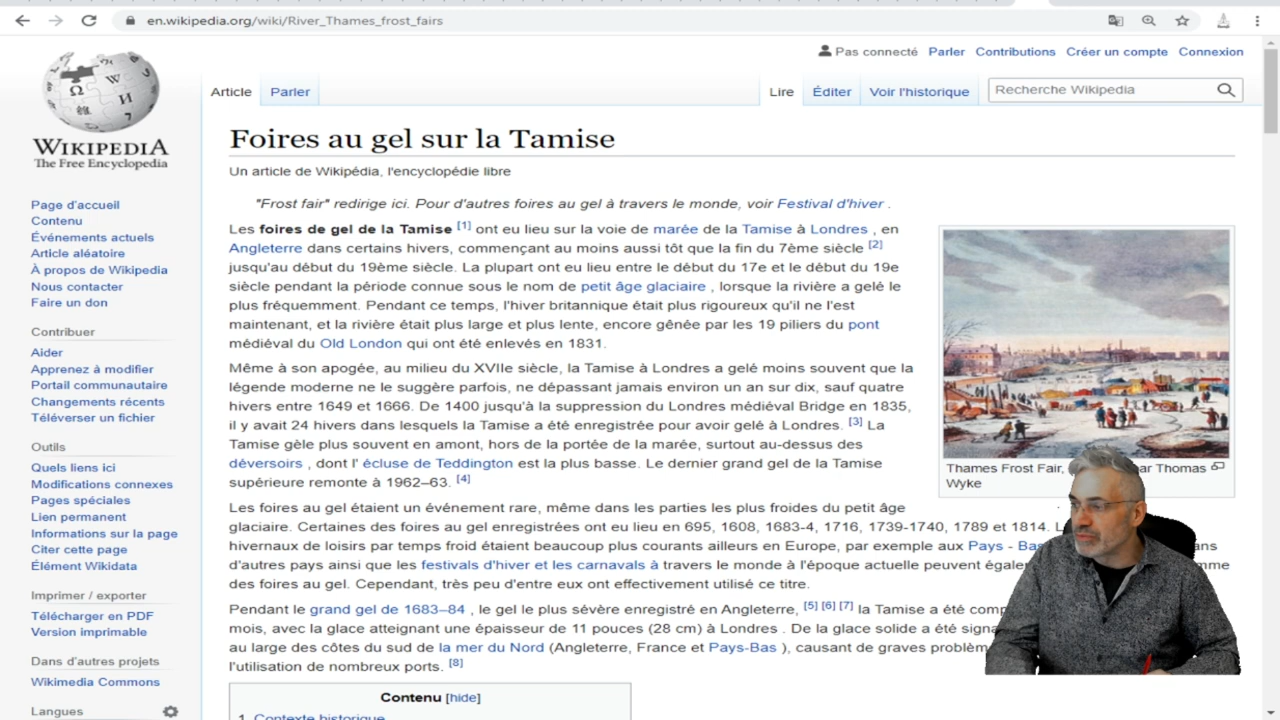 en.wikipedia.org/wiki/River_Thames_frost_fairs
Pas connecté Parler Contributions Créer un compte Connexion
Article Parler Lire Éditer Voir l'historique Recherche Wikipedia
WIKIPEDIA
The Free Encyclopedia
Page d'accueil
Contenu
Événements actuels
Article aléatoire
À propos de Wikipedia
Nous contacter
Faire un don
Contribuer
Aider
Apprenez à modifier
Portail communautaire
Changements récents
Téléverser un fichier
Outils
Quels liens ici
Modifications connexes
Pages spéciales
Lien permanent
Informations sur la page
Citer cette page
Élément Wikidata
Imprimer / exporter
Télécharger en PDF
Version imprimable
Dans d'autres projets
Wikimedia Commons
Langues
Foires au gel sur la Tamise
Un article de Wikipédia, l'encyclopédie libre
"Frost fair" redirige ici. Pour d'autres foires au gel à travers le monde, voir Festival d'hiver .
Les foires de gel de la Tamise [1] ont eu lieu sur la voie de marée de la Tamise à Londres , en
Angleterre dans certains hivers, commençant au moins aussi tôt que la fin du 7ème siècle [2]
jusqu'au début du 19ème siècle. La plupart ont eu lieu entre le début du 17e et le début du 19e
siècle pendant la période connue sous le nom de petit âge glaciaire , lorsque la rivière a gelé le
plus fréquemment. Pendant ce temps, l'hiver britannique était plus rigoureux qu'il ne l'est
maintenant, et la rivière était plus large et plus lente, encore gênée par les 19 piliers du pont
médiéval du Old London qui ont été enlevés en 1831.
Même à son apogée, au milieu du XVIIe siècle, la Tamise à Londres a gelé moins souvent que la
légende moderne ne le suggère parfois, ne dépassant jamais environ un an sur dix, sauf quatre
hivers entre 1649 et 1666. De 1400 jusqu'à la suppression du Londres médiéval Bridge en 1835,
il y avait 24 hivers dans lesquels la Tamise a été enregistrée pour avoir gelé à Londres. [3] La
Tamise gèle plus souvent en amont, hors de la portée de la marée, surtout au-dessus des
déversoirs , dont l' écluse de Teddington est la plus basse. Le dernier grand gel de la Tamise
supérieure remonte à 1962–63. [4]
Thames Frost Fair, ar Thomas
Wyke
Les foires au gel étaient un événement rare, même dans les parties les plus froides du petit âge
glaciaire. Certaines des foires au gel enregistrées ont eu lieu en 695, 1608, 1683-4, 1716, 1739-1740, 1789 et 1814. L
hivernaux de loisirs par temps froid étaient beaucoup plus courants ailleurs en Europe, par exemple aux Pays - Bas ans
d'autres pays ainsi que les festivals d'hiver et les carnavals à travers le monde à l'époque actuelle peuvent égale mme
des foires au gel. Cependant, très peu d'entre eux ont effectivement utilisé ce titre.
Pendant le grand gel de 1683–84 , le gel le plus sévère enregistré en Angleterre, [5] [6] [7] la Tamise a été comp
mois, avec la glace atteignant une épaisseur de 11 pouces (28 cm) à Londres . De la glace solide a été signa
au large des côtes du sud de la mer du Nord (Angleterre, France et Pays-Bas ), causant de graves problèm
l'utilisation de nombreux ports. [8]
Contenu [hide]
1 Contexte historique